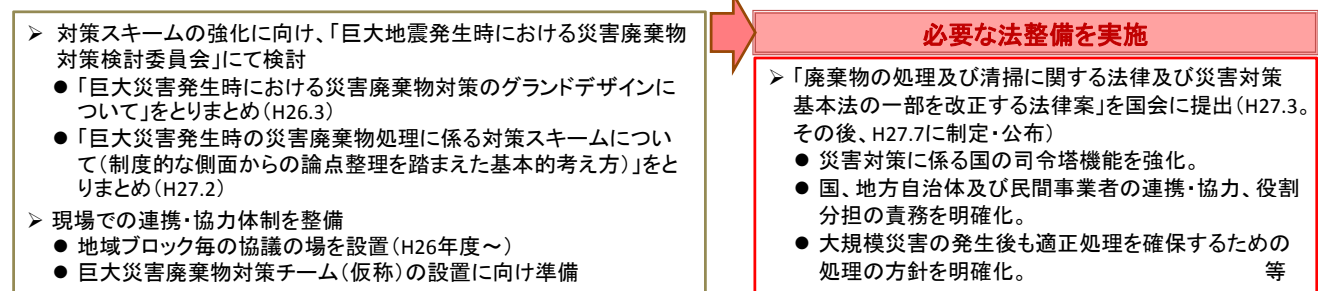 ➢ 対策スキームの強化に向け、「巨大地震発生時における災害廃棄物
対策検討委員会」にて検討
● 「巨大災害発生時における災害廃棄物対策のグランドデザインに
ついて」をとりまとめ(H26.3)
● 「巨大災害発生時の災害廃棄物処理に係る対策スキームについ
て(制度的な側面からの論点整理を踏まえた基本的考え方)」をと
りまとめ(H27.2)
➢ 現場での連携・協力体制を整備
● 地域ブロック毎の協議の場を設置(H26年度～)
● 巨大災害廃棄物対策チーム(仮称)の設置に向け準備
必要な法整備を実施
➢ 「廃棄物の処理及び清掃に関する法律及び災害対策
基本法の一部を改正する法律案」を国会に提出(H27.3。
その後、H27.7に制定・公布)
● 災害対策に係る国の司令塔機能を強化。
● 国、地方自治体及び民間事業者の連携・協力、役割
分担の責務を明確化。
● 大規模災害の発生後も適正処理を確保するための
処理の方針を明確化。 等